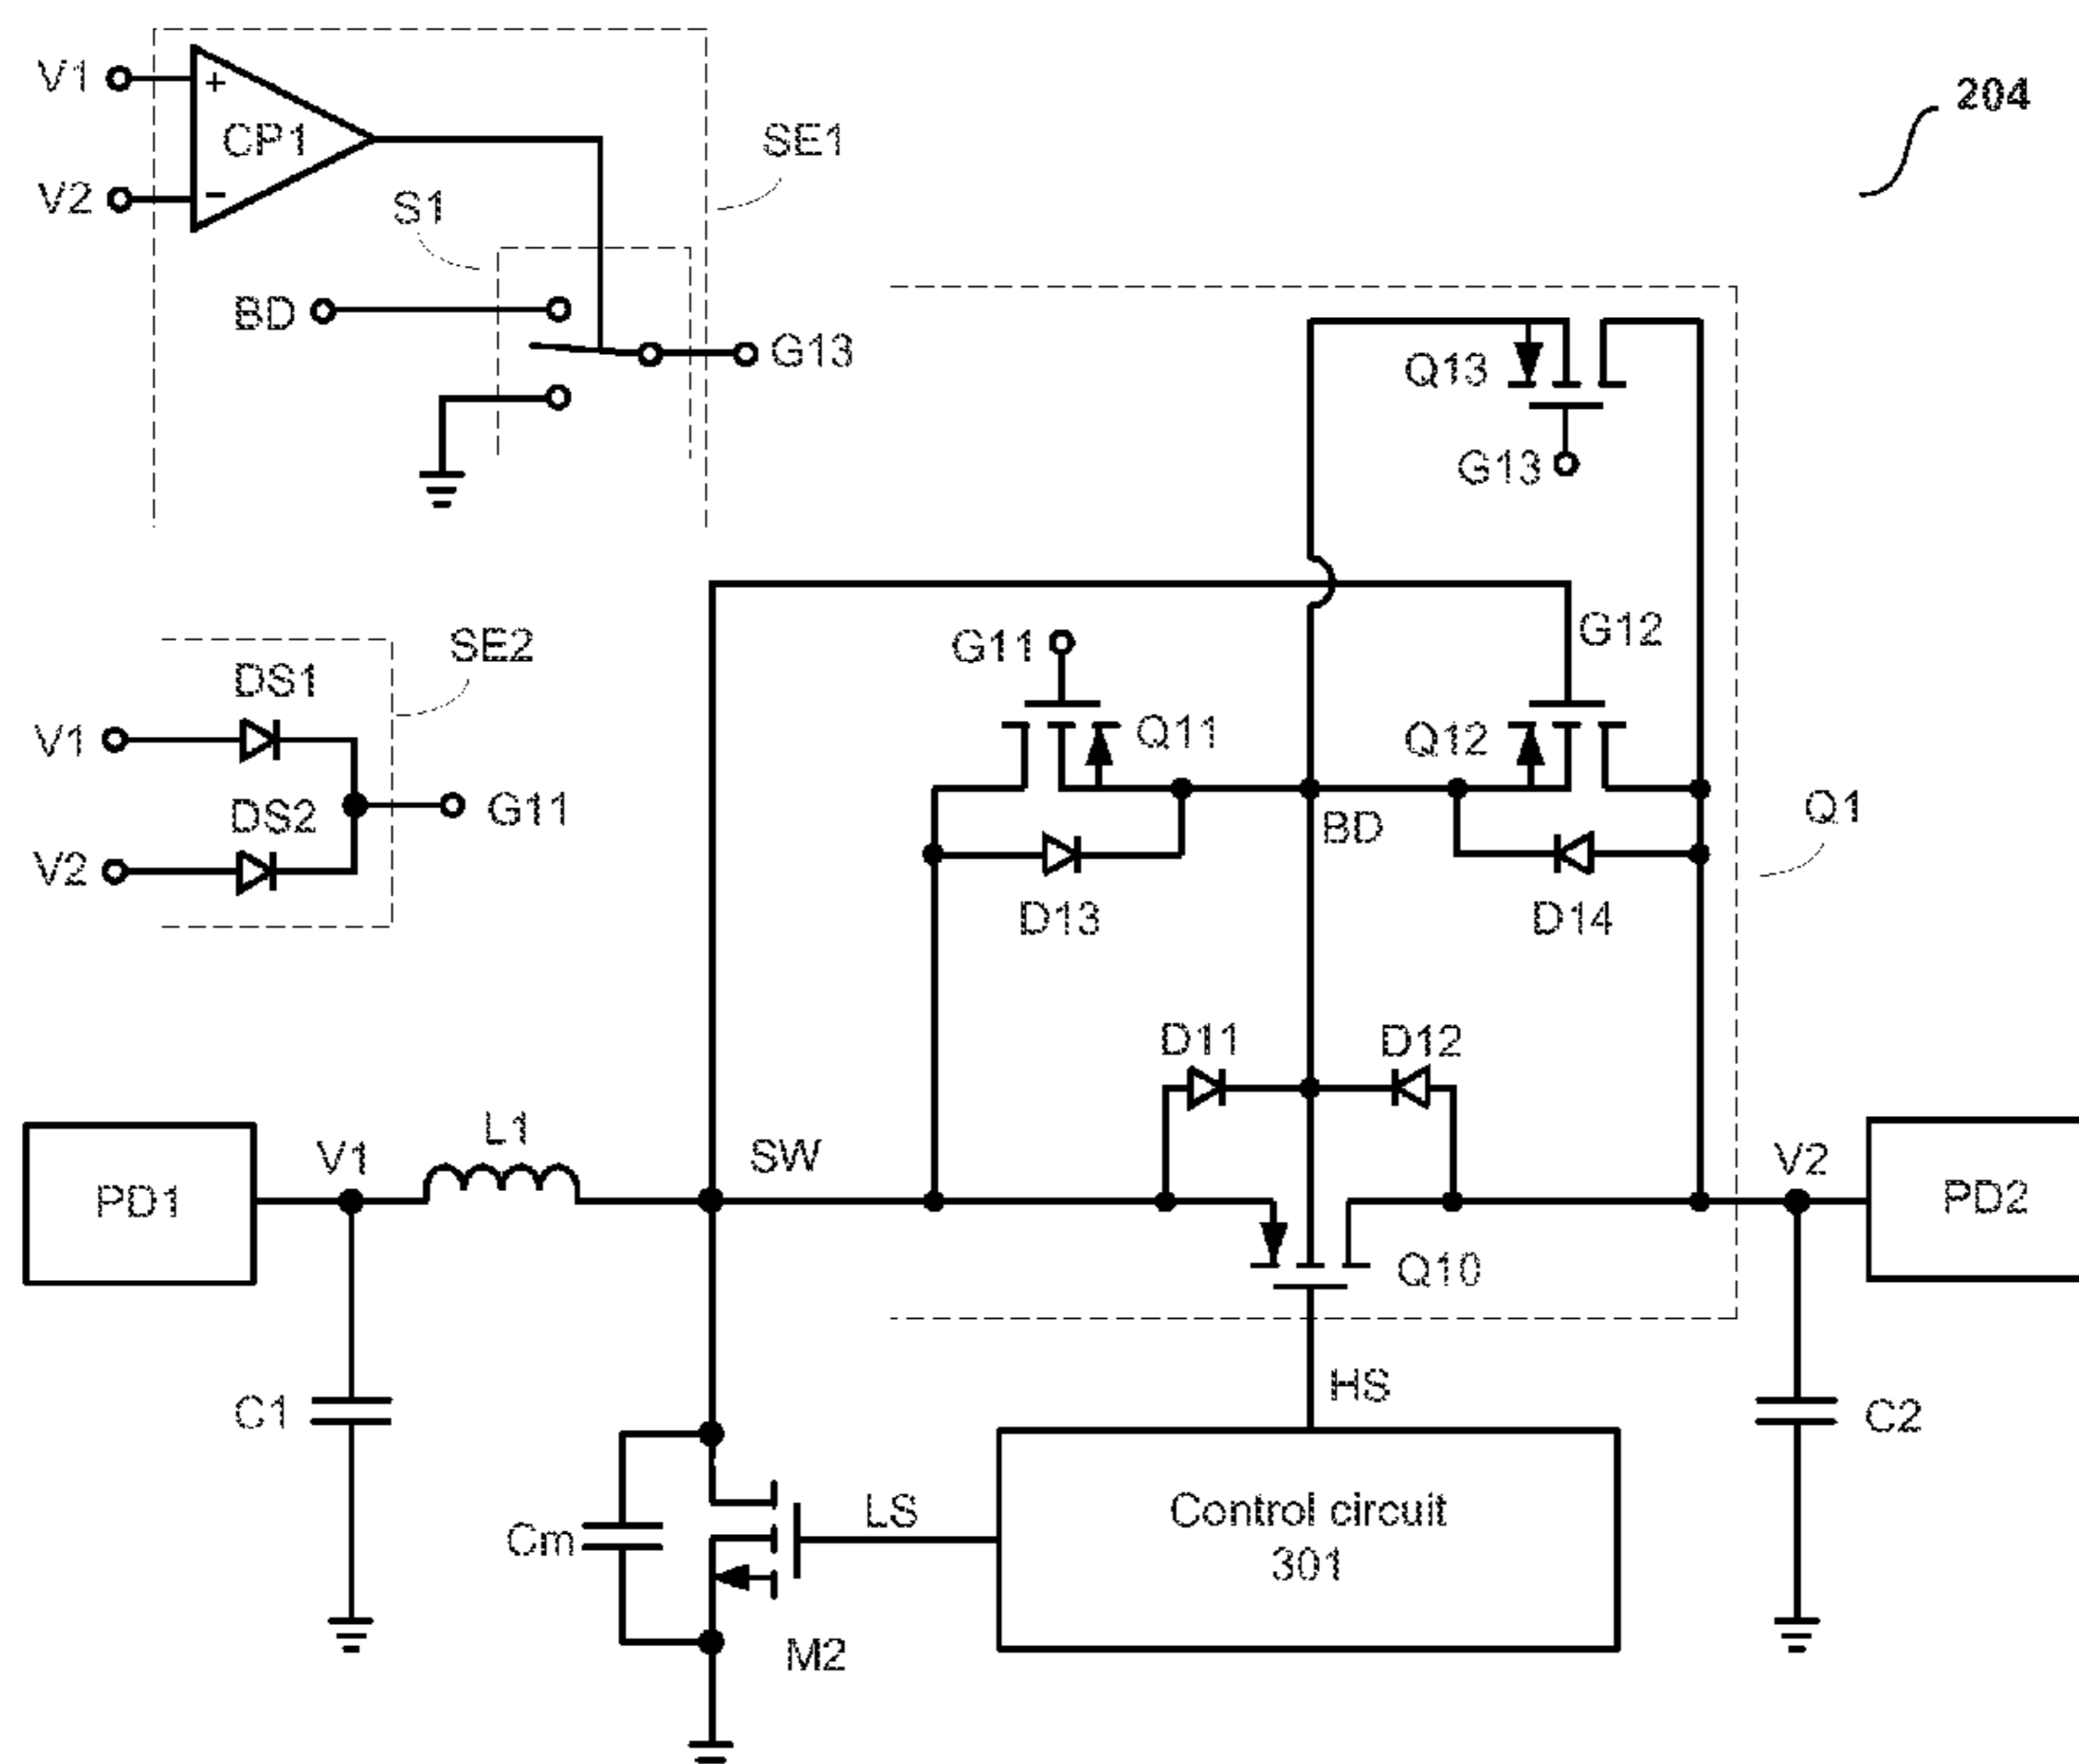 204
V1
+
CP1
SE1
V2
−
S1
BD
G13
Q13
G13
G12
G11
SE2
DS1
Q11
Q12
V1
G11
Q1
DS2
BD
V2
D13
D14
D11
D12
L1
V1
SW
V2
PD1
PD2
Q10
HS
C1
C2
LS
Control circuit
301
Cm
M2